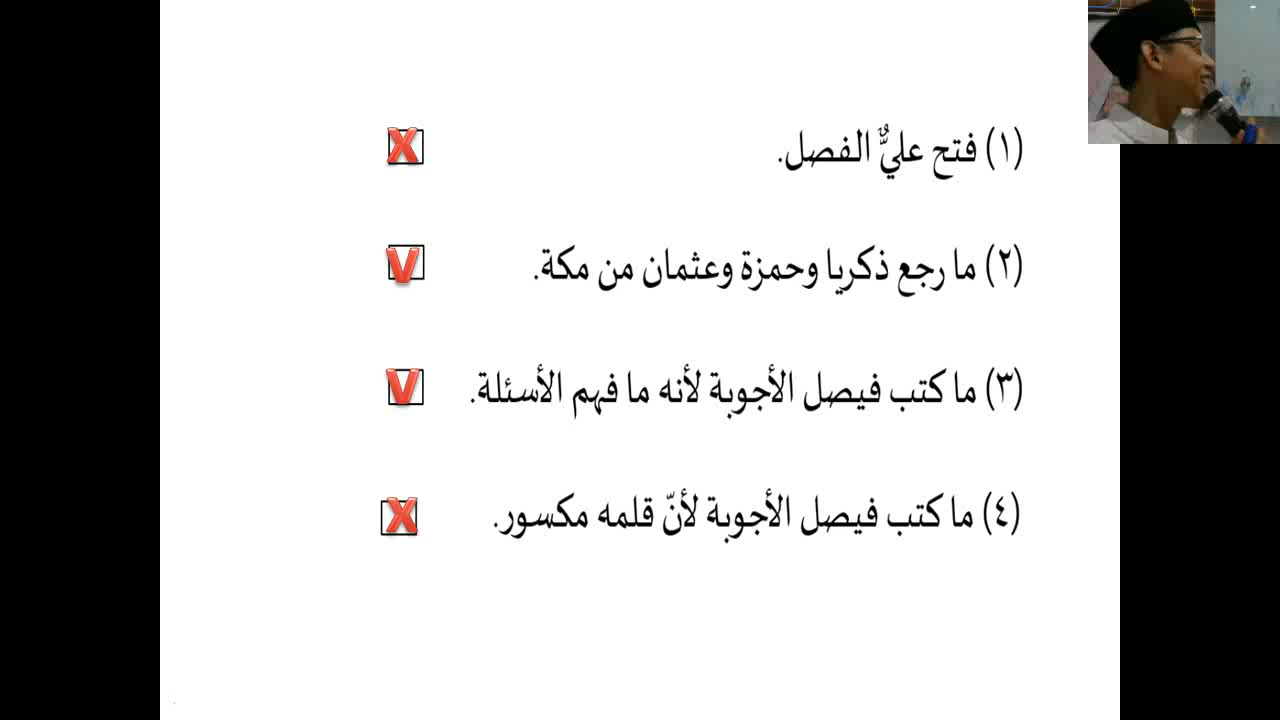 (١) فتح عليٌّ الفصل.
(٢) ما رجع ذكريا وحمزة وعثمان من مكة.
(٣) ما كتب فيصل الأجوبة لأنه ما فهم الأسئلة.
(٤) ما كتب فيصل الأجوبة لأنّ قلمه مكسور.